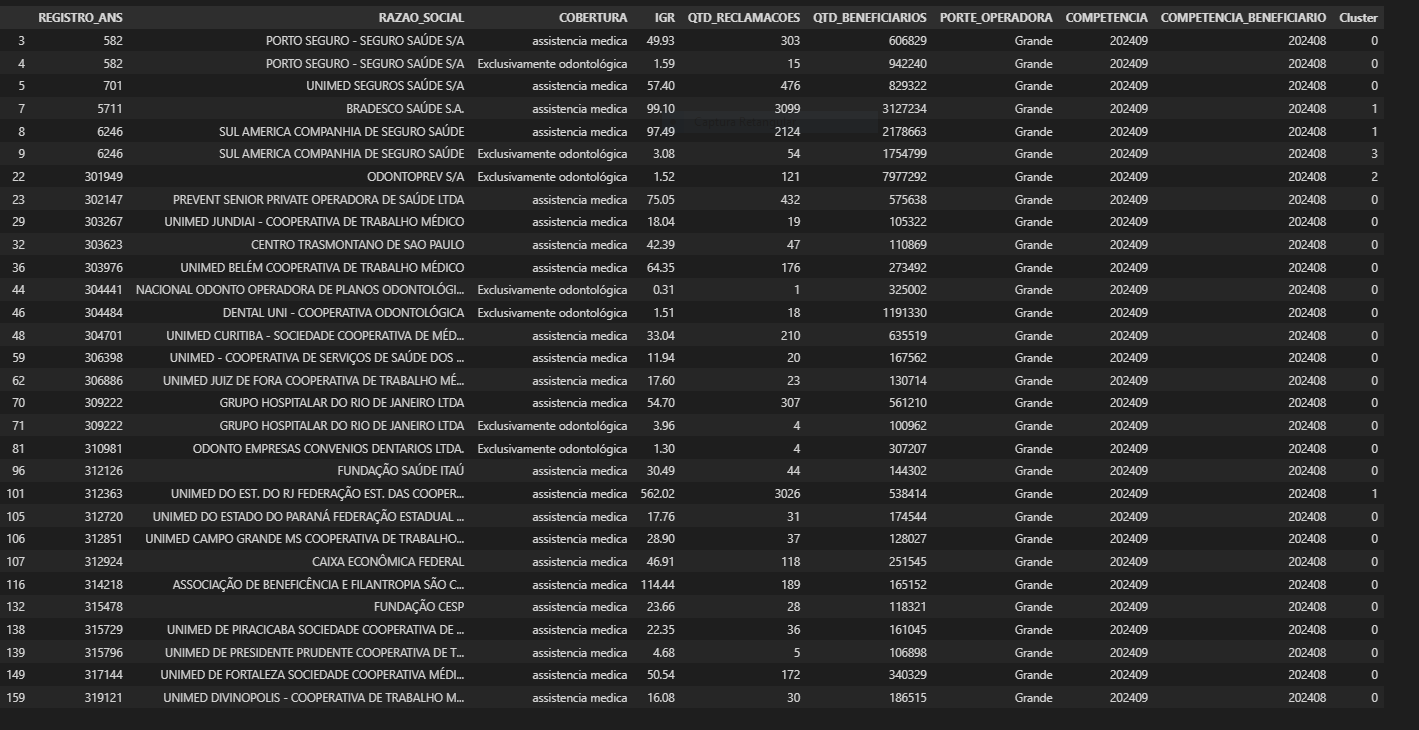 REGISTRO_ANS RAZAO_SOCIAL COBERTURA IGR QTD_RECLAMACOES QTD_BENEFICIARIOS PORTE_OPERADORA COMPETENCIA COMPETENCIA_BENEFICIARIO Cluster
3 582 PORTO SEGURO - SEGURO SAÚDE S/A assistencia medica 49.93 303 606829 Grande 202409 202408 0
4 582 PORTO SEGURO - SEGURO SAÚDE S/A Exclusivamente odontológica 1.59 15 942240 Grande 202409 202408 0
5 701 UNIMED SEGUROS SAÚDE S/A assistencia medica 57.40 476 829322 Grande 202409 202408 0
7 5711 BRADESCO SAÚDE S.A. assistencia medica 99.10 3099 3127234 Grande 202409 202408 1
8 6246 SUL AMERICA COMPANHIA DE SEGURO SAÚDE assistencia medica 97.49 2124 2178663 Grande 202409 202408 1
9 6246 SUL AMERICA COMPANHIA DE SEGURO SAÚDE Exclusivamente odontológica 3.08 54 1754799 Grande 202409 202408 3
22 301949 ODONTOPREV S/A Exclusivamente odontológica 1.52 121 7977292 Grande 202409 202408 2
23 302147 PREVENT SENIOR PRIVATE OPERADORA DE SAÚDE LTDA assistencia medica 75.05 432 575638 Grande 202409 202408 0
29 303267 UNIMED JUNDIAI - COOPERATIVA DE TRABALHO MÉDICO assistencia medica 18.04 19 105322 Grande 202409 202408 0
32 303623 CENTRO TRASMONTANO DE SAO PAULO assistencia medica 42.39 47 110869 Grande 202409 202408 0
36 303976 UNIMED BELÉM COOPERATIVA DE TRABALHO MÉDICO assistencia medica 64.35 176 273492 Grande 202409 202408 0
44 304441 NACIONAL ODONTO OPERADORA DE PLANOS ODONTOLÓGI... Exclusivamente odontológica 0.31 1 325002 Grande 202409 202408 0
46 304484 DENTAL UNI - COOPERATIVA ODONTOLÓGICA Exclusivamente odontológica 1.51 18 1191330 Grande 202409 202408 0
48 304701 UNIMED CURITIBA - SOCIEDADE COOPERATIVA DE MÉD... assistencia medica 33.04 210 635519 Grande 202409 202408 0
59 306398 UNIMED - COOPERATIVA DE SERVIÇOS DE SAÚDE DOS ... assistencia medica 11.94 20 167562 Grande 202409 202408 0
62 306886 UNIMED JUIZ DE FORA COOPERATIVA DE TRABALHO MÉ... assistencia medica 17.60 23 130714 Grande 202409 202408 0
70 309222 GRUPO HOSPITALAR DO RIO DE JANEIRO LTDA assistencia medica 54.70 307 561210 Grande 202409 202408 0
71 309222 GRUPO HOSPITALAR DO RIO DE JANEIRO LTDA Exclusivamente odontológica 3.96 4 100962 Grande 202409 202408 0
81 310981 ODONTO EMPRESAS CONVENIOS DENTARIOS LTDA. Exclusivamente odontológica 1.30 4 307207 Grande 202409 202408 0
96 312126 FUNDAÇÃO SAÚDE ITAÚ assistencia medica 30.49 44 144302 Grande 202409 202408 0
101 312363 UNIMED DO EST. DO RJ FEDERAÇÃO EST. DAS COOPER... assistencia medica 562.02 3026 538414 Grande 202409 202408 1
105 312720 UNIMED DO ESTADO DO PARANÁ FEDERAÇÃO ESTADUAL ... assistencia medica 17.76 31 174544 Grande 202409 202408 0
106 312851 UNIMED CAMPO GRANDE MS COOPERATIVA DE TRABALHO... assistencia medica 28.90 37 128027 Grande 202409 202408 0
107 312924 CAIXA ECONÔMICA FEDERAL assistencia medica 46.91 118 251545 Grande 202409 202408 0
116 314218 ASSOCIAÇÃO DE BENEFICÊNCIA E FILANTROPIA SÃO C... assistencia medica 114.44 189 165152 Grande 202409 202408 0
132 315478 FUNDAÇÃO CESP assistencia medica 23.66 28 118321 Grande 202409 202408 0
138 315729 UNIMED DE PIRACICABA SOCIEDADE COOPERATIVA DE ... assistencia medica 22.35 36 161045 Grande 202409 202408 0
139 315796 UNIMED DE PRESIDENTE PRUDENTE COOPERATIVA DE T... assistencia medica 4.68 5 106898 Grande 202409 202408 0
149 317144 UNIMED DE FORTALEZA SOCIEDADE COOPERATIVA MÉDI... assistencia medica 50.54 172 340329 Grande 202409 202408 0
159 319121 UNIMED DIVINOPOLIS - COOPERATIVA DE TRABALHO M... assistencia medica 16.08 30 186515 Grande 202409 202408 0